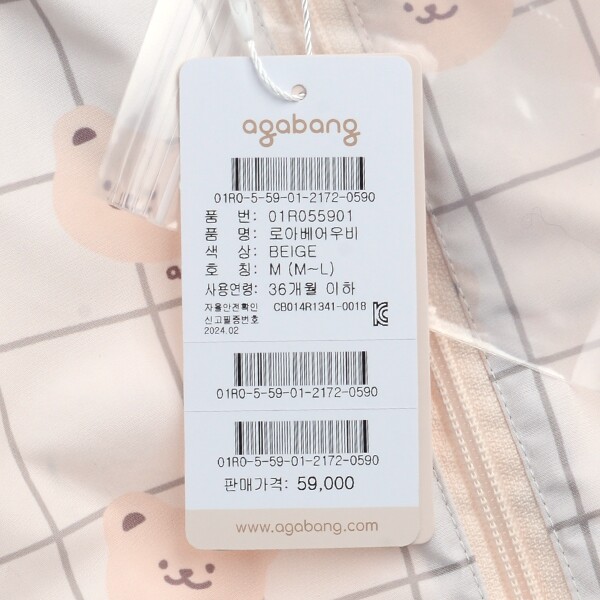 agabang
01R0-5-59-01-2172-0590
품 번: 01R055901
품 명: 로아베어우비
색 상: BEIGE
호 칭: M (M~L)
사용연령: 36개월 이하
자율안전확인 CB014R1341-0018
신고필증번호
2024.02
01R0-5-59-01-2172-0590
01R0-5-59-01-2172-0590
판매가격: 59,000
www.agabang.com